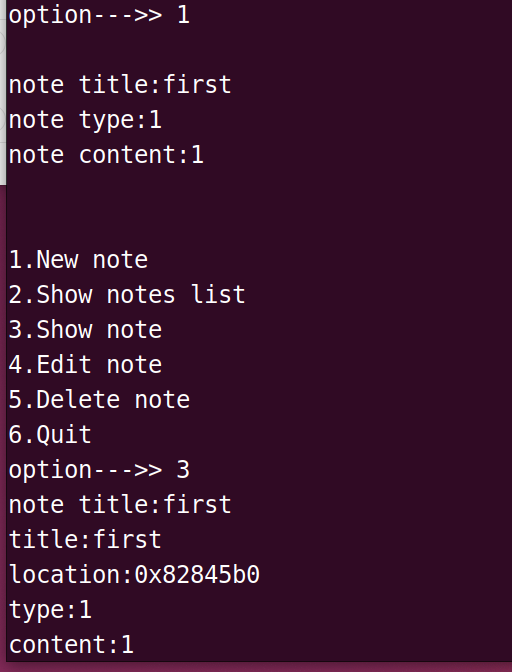 option--->> 1
note title:first
note type:1
note content:1
1.New note
2.Show notes list
3.Show note
4.Edit note
5.Delete note
6.Quit
option--->> 3
note title:first
title:first
location:0x82845b0
type:1
content:1